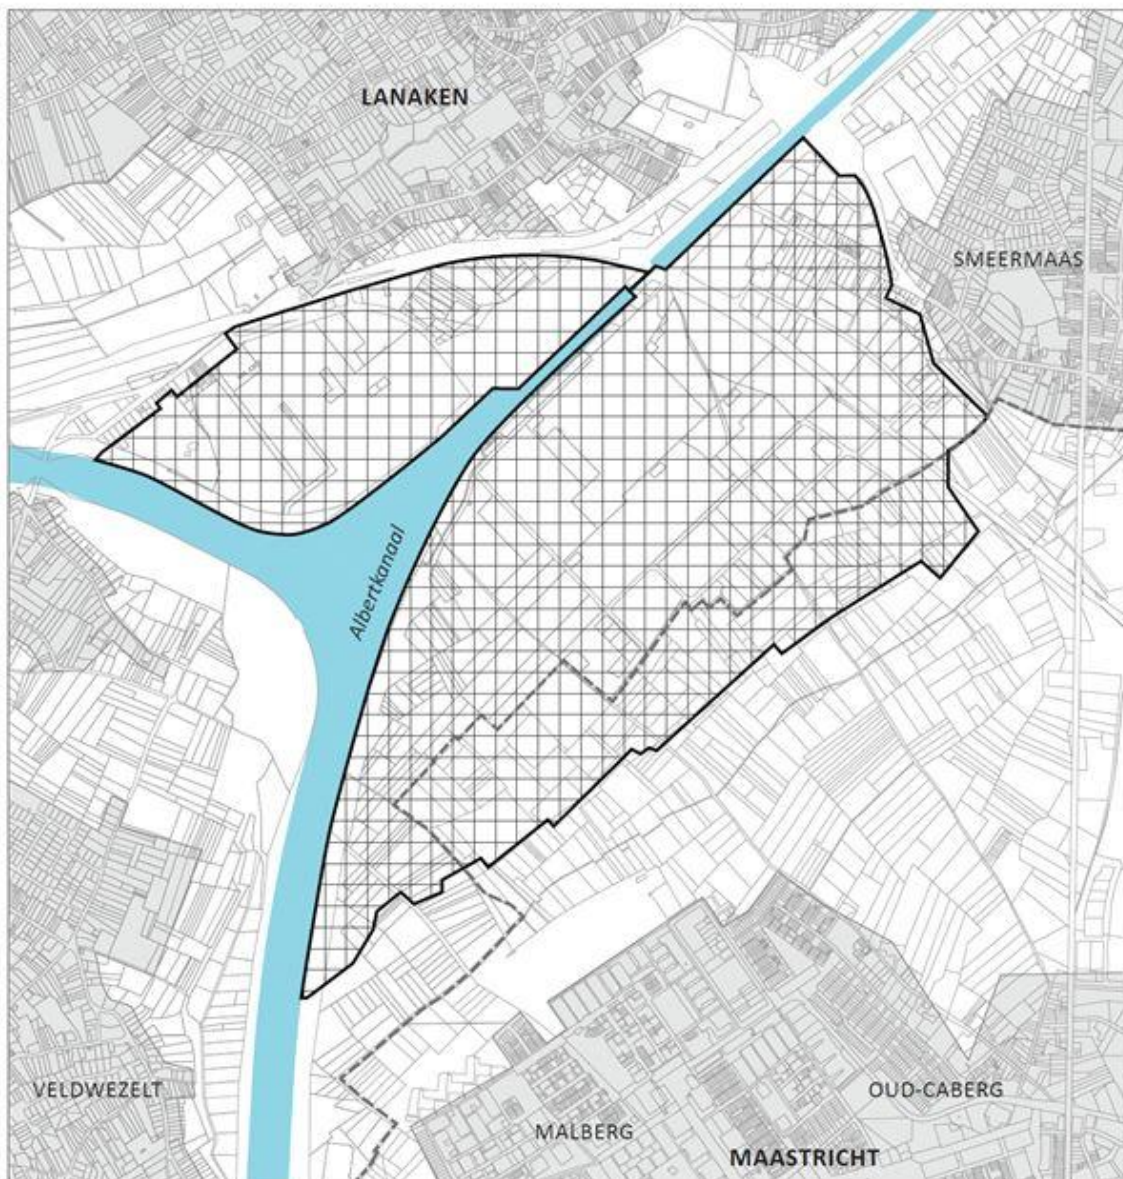 LANAKEN
SMEERMAAS
Albertkanaal
VELDWEZELT
OUD-CABERG
MALBERG
MAASTRICHT